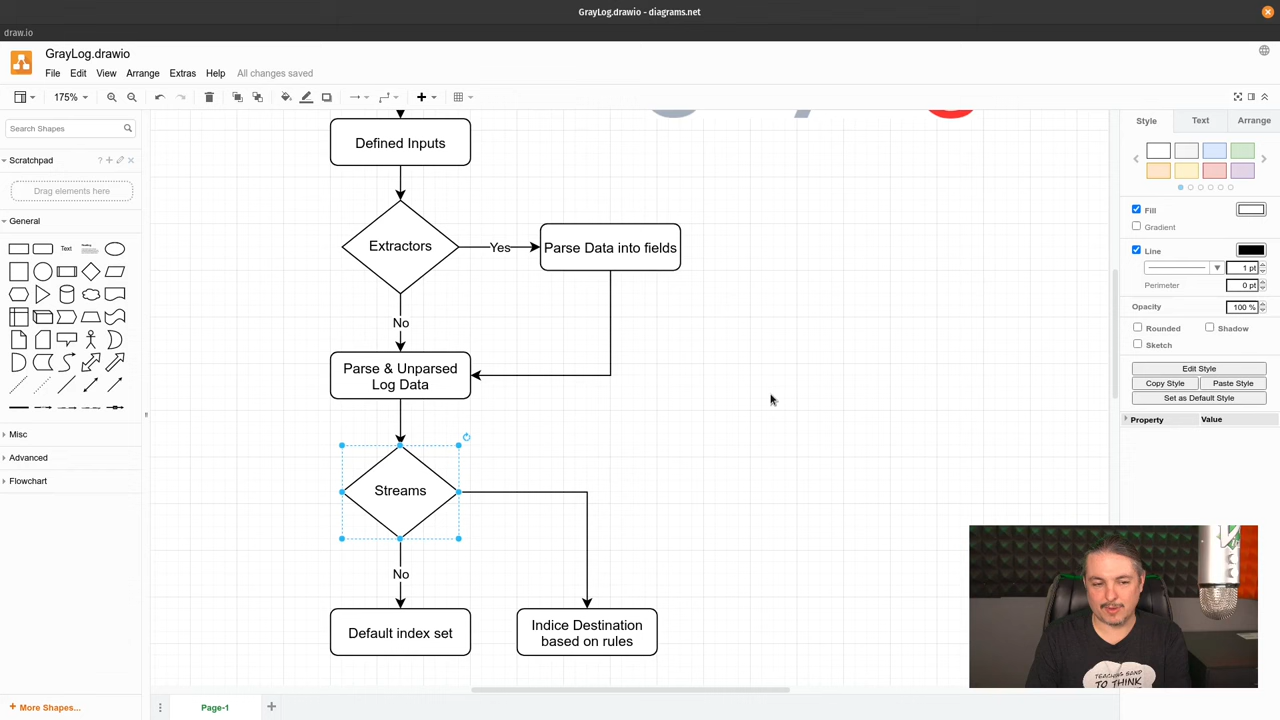 GrayLog.drawio - diagrams.net
draw.io
GrayLog.drawio
File Edit View Arrange Extras Help All changes saved
175%
Search Shapes
Scratchpad
Drag elements here
General
Text
Misc
Advanced
Flowchart
More Shapes...
Page-1
Defined Inputs
Extractors
Yes
Parse Data into fields
No
Parse & Unparsed
Log Data
Streams
No
Default index set
Indice Destination
based on rules
Style Text Arrange
Fill
Gradient
Line
1 pt
Perimeter 0 pt
Opacity 100 %
Rounded Shadow
Sketch
Edit Style
Copy Style Paste Style
Set as Default Style
Property Value
TO THINK